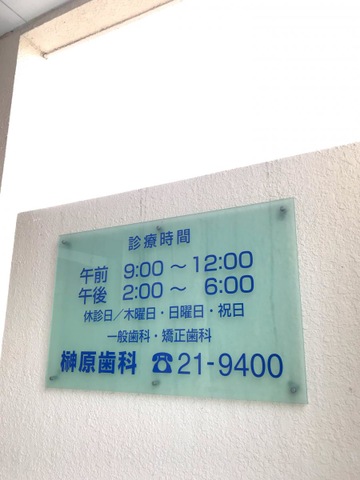 診療時間
午前 9:00～12:00
午後 2:00～ 6:00
休診日／木曜日・日曜日・祝日
一般歯科・矯正歯科
榊原歯科 ☎21-9400